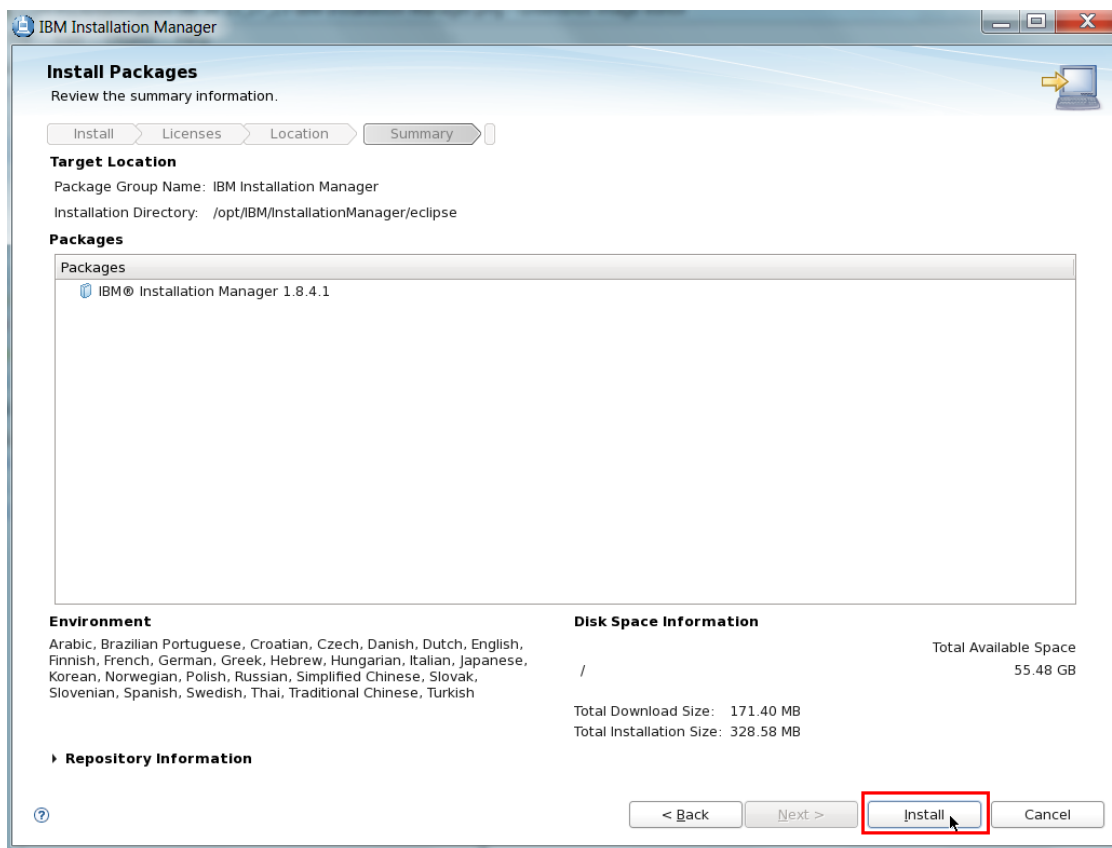 IBM Installation Manager
Install Packages
Review the summary information.
Install
Licenses
Location
Summary
Target Location
Package Group Name: IBM Installation Manager
Installation Directory: /opt/IBM/InstallationManager/eclipse
Packages
Packages
IBM® Installation Manager 1.8.4.1
Environment
Arabic, Brazilian Portuguese, Croatian, Czech, Danish, Dutch, English,
Finnish, French, German, Greek, Hebrew, Hungarian, Italian, Japanese,
Korean, Norwegian, Polish, Russian, Simplified Chinese, Slovak,
Slovenian, Spanish, Swedish, Thai, Traditional Chinese, Turkish
Disk Space Information
Total Available Space
/ 55.48 GB
Total Download Size: 171.40 MB
Total Installation Size: 328.58 MB
Repository Information
? < Back Next > Install Cancel